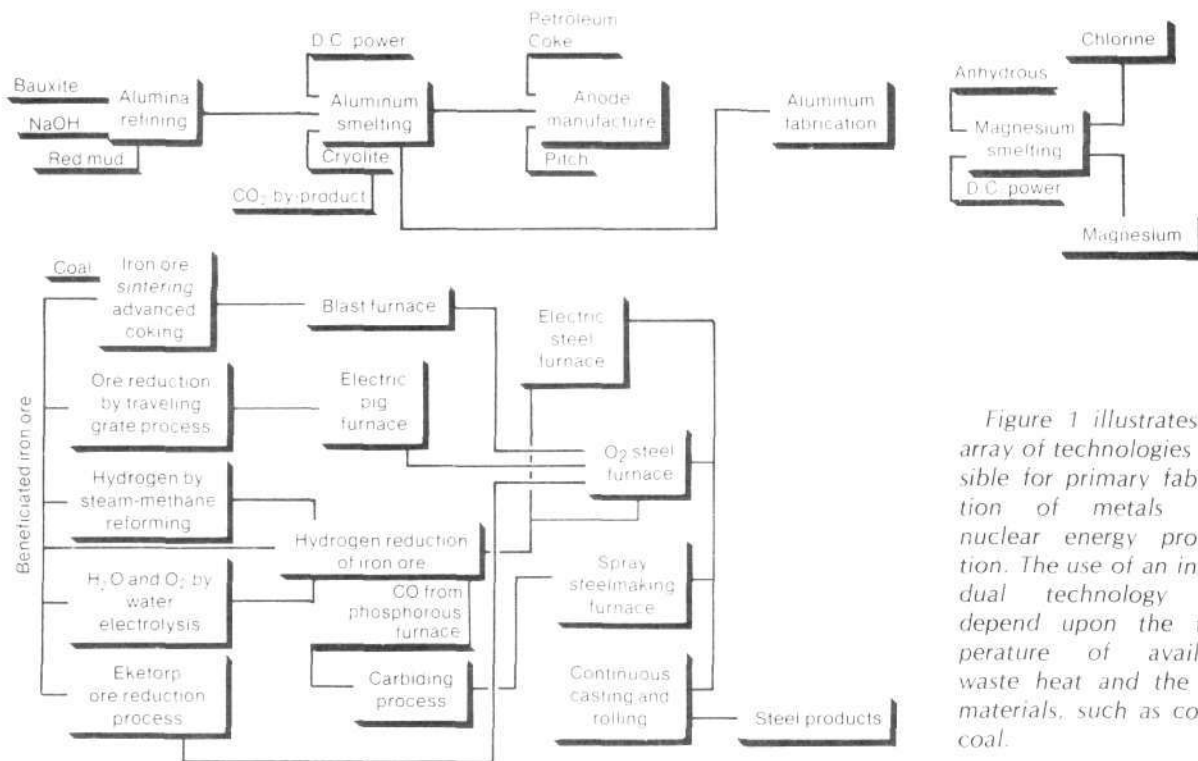 D.C. power
Petroleum
Coke
Chlorine
Bauxite
Alumina
refining
NaOH
Red mud
Aluminum
smelting
Cryolite
CO2 by-product
Anode
manufacture
Pitch
Aluminum
fabrication
Anhydrous
Magnesium
smelting
D.C. power
Magnesium
Beneficiated iron ore
Coal
Iron ore
sintering
advanced
coking
Blast furnace
Electric
steel
furnace
Ore reduction
by traveling
grate process
Electric
pig
furnace
O2 steel
furnace
Hydrogen by
steam-methane
reforming
Hydrogen reduction
of iron ore
H2O and O2 by
water
electrolysis
CO from
phosphorous
furnace
Spray
steelmaking
furnace
Eketorp
ore reduction
process
Carbiding
process
Continuous
casting and
rolling
Steel products
Figure 1 illustrates
array of technologies
ble for primary fab
tion of metals
nuclear energy pro
tion. The use of an in
dual technology
depend upon the
perature of avail
waste heat and the
materials, such as co
coal.